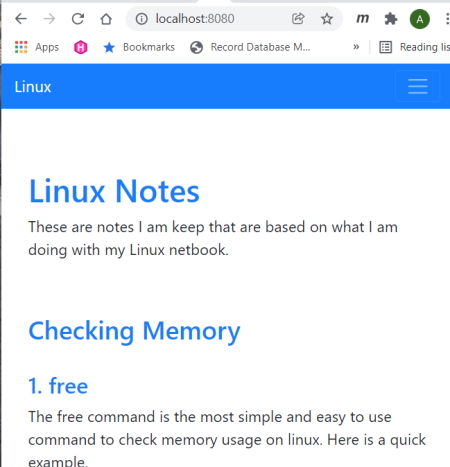 localhost:8080
m
A
Apps
H
Bookmarks
Record Database M...
»
Reading lis
Linux
Linux Notes
These are notes I am keep that are based on what I am
doing with my Linux netbook.
Checking Memory
1. free
The free command is the most simple and easy to use
command to check memory usage on linux. Here is a quick
example.